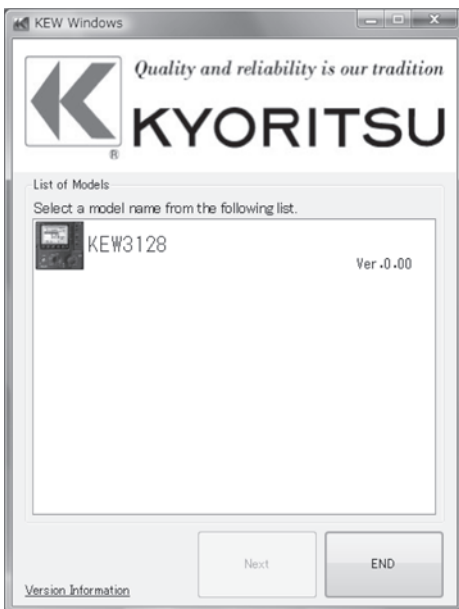 KEW Windows
Quality and reliability is our tradition
KYORITSU
®
List of Models
Select a model name from the following list.
KEW3128
Ver.0.00
Next
END
Version Information